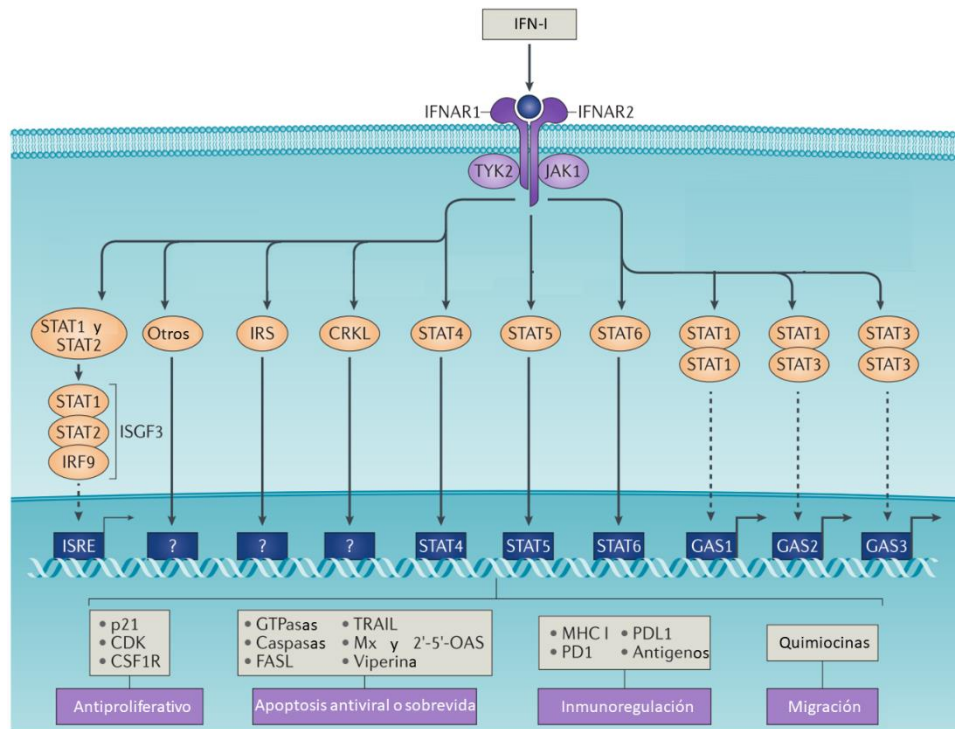 IFN-I
IFNAR1
IFNAR2
TYK2
JAK1
STAT1 y
STAT2
Otros
IRS
CRKL
STAT4
STAT5
STAT6
STAT1
STAT1
STAT1
STAT3
STAT3
STAT3
STAT1
STAT2
IRF9
ISGF3
ISRE
?
?
?
STAT4
STAT5
STAT6
GAS1
GAS2
GAS3
• p21
• CDK
• CSF1R
• GTPasas
• Caspasas
• FASL
• TRAIL
• Mx y 2'-5'-OAS
• Viperina
• MHC I
• PD1
• PDL1
• Antigenos
Quimiocinas
Antiproliferativo
Apoptosis antiviral o sobrevida
Inmunoregulación
Migración